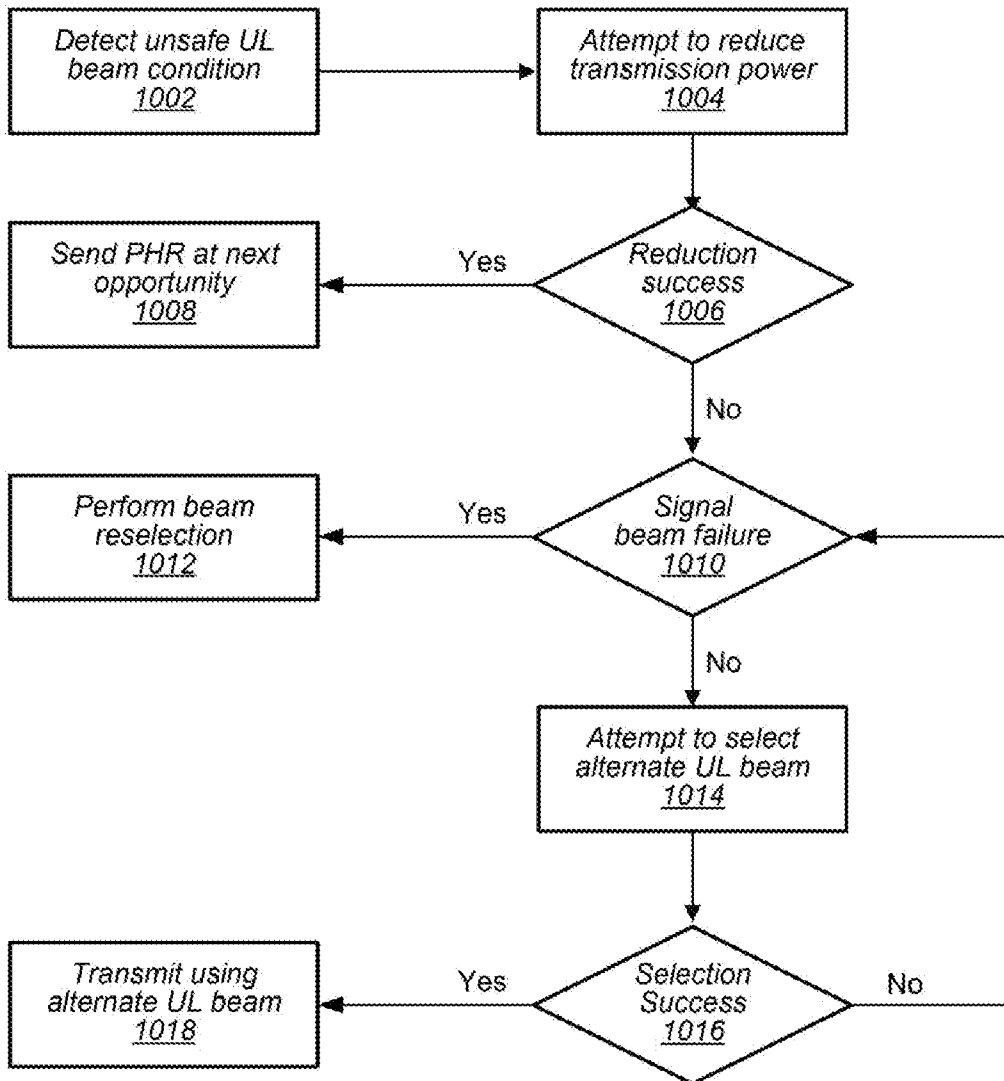 Detect unsafe UL
beam condition
1002
Attempt to reduce
transmission power
1004
Send PHR at next
opportunity
1008
Yes
Reduction
success
1006
No
Perform beam
reselection
1012
Yes
Signal
beam failure
1010
No
Attempt to select
alternate UL beam
1014
Transmit using
alternate UL beam
1018
Yes
Selection
Success
1016
No